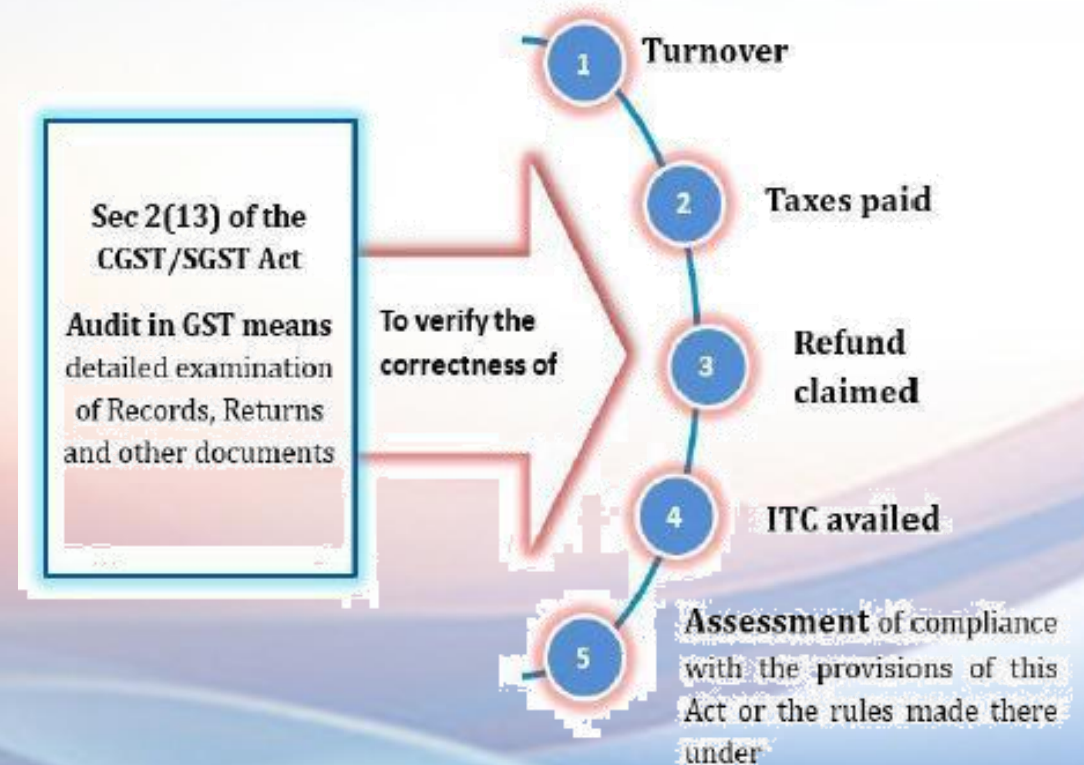 Sec 2(13) of the
CGST/SGST Act
Audit in GST means
detailed examination
of Records, Returns
and other documents
To verify the
correctness of
1
Turnover
2
Taxes paid
3
Refund
claimed
4
ITC availed
5
Assessment of compliance
with the provisions of this
Act or the rules made there
under